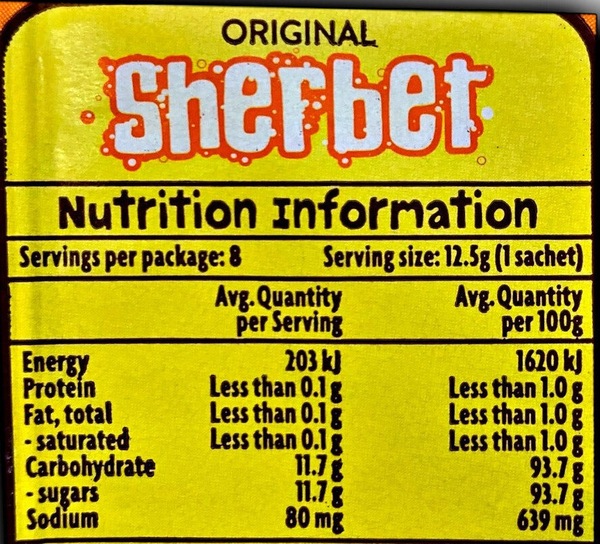 ORIGINAL
Sherbet
Nutrition Information
Servings per package: 8 Serving size: 12.5g (1 sachet)
Avg. Quantity Avg. Quantity
per Serving per 100g
Energy 203 kJ 1620 kJ
Protein Less than 0.1 g Less than 1.0 g
Fat, total Less than 0.1 g Less than 1.0 g
- saturated Less than 0.1 g Less than 1.0 g
Carbohydrate 11.7 g 93.7 g
- sugars 11.7 g 93.7 g
Sodium 80 mg 639 mg